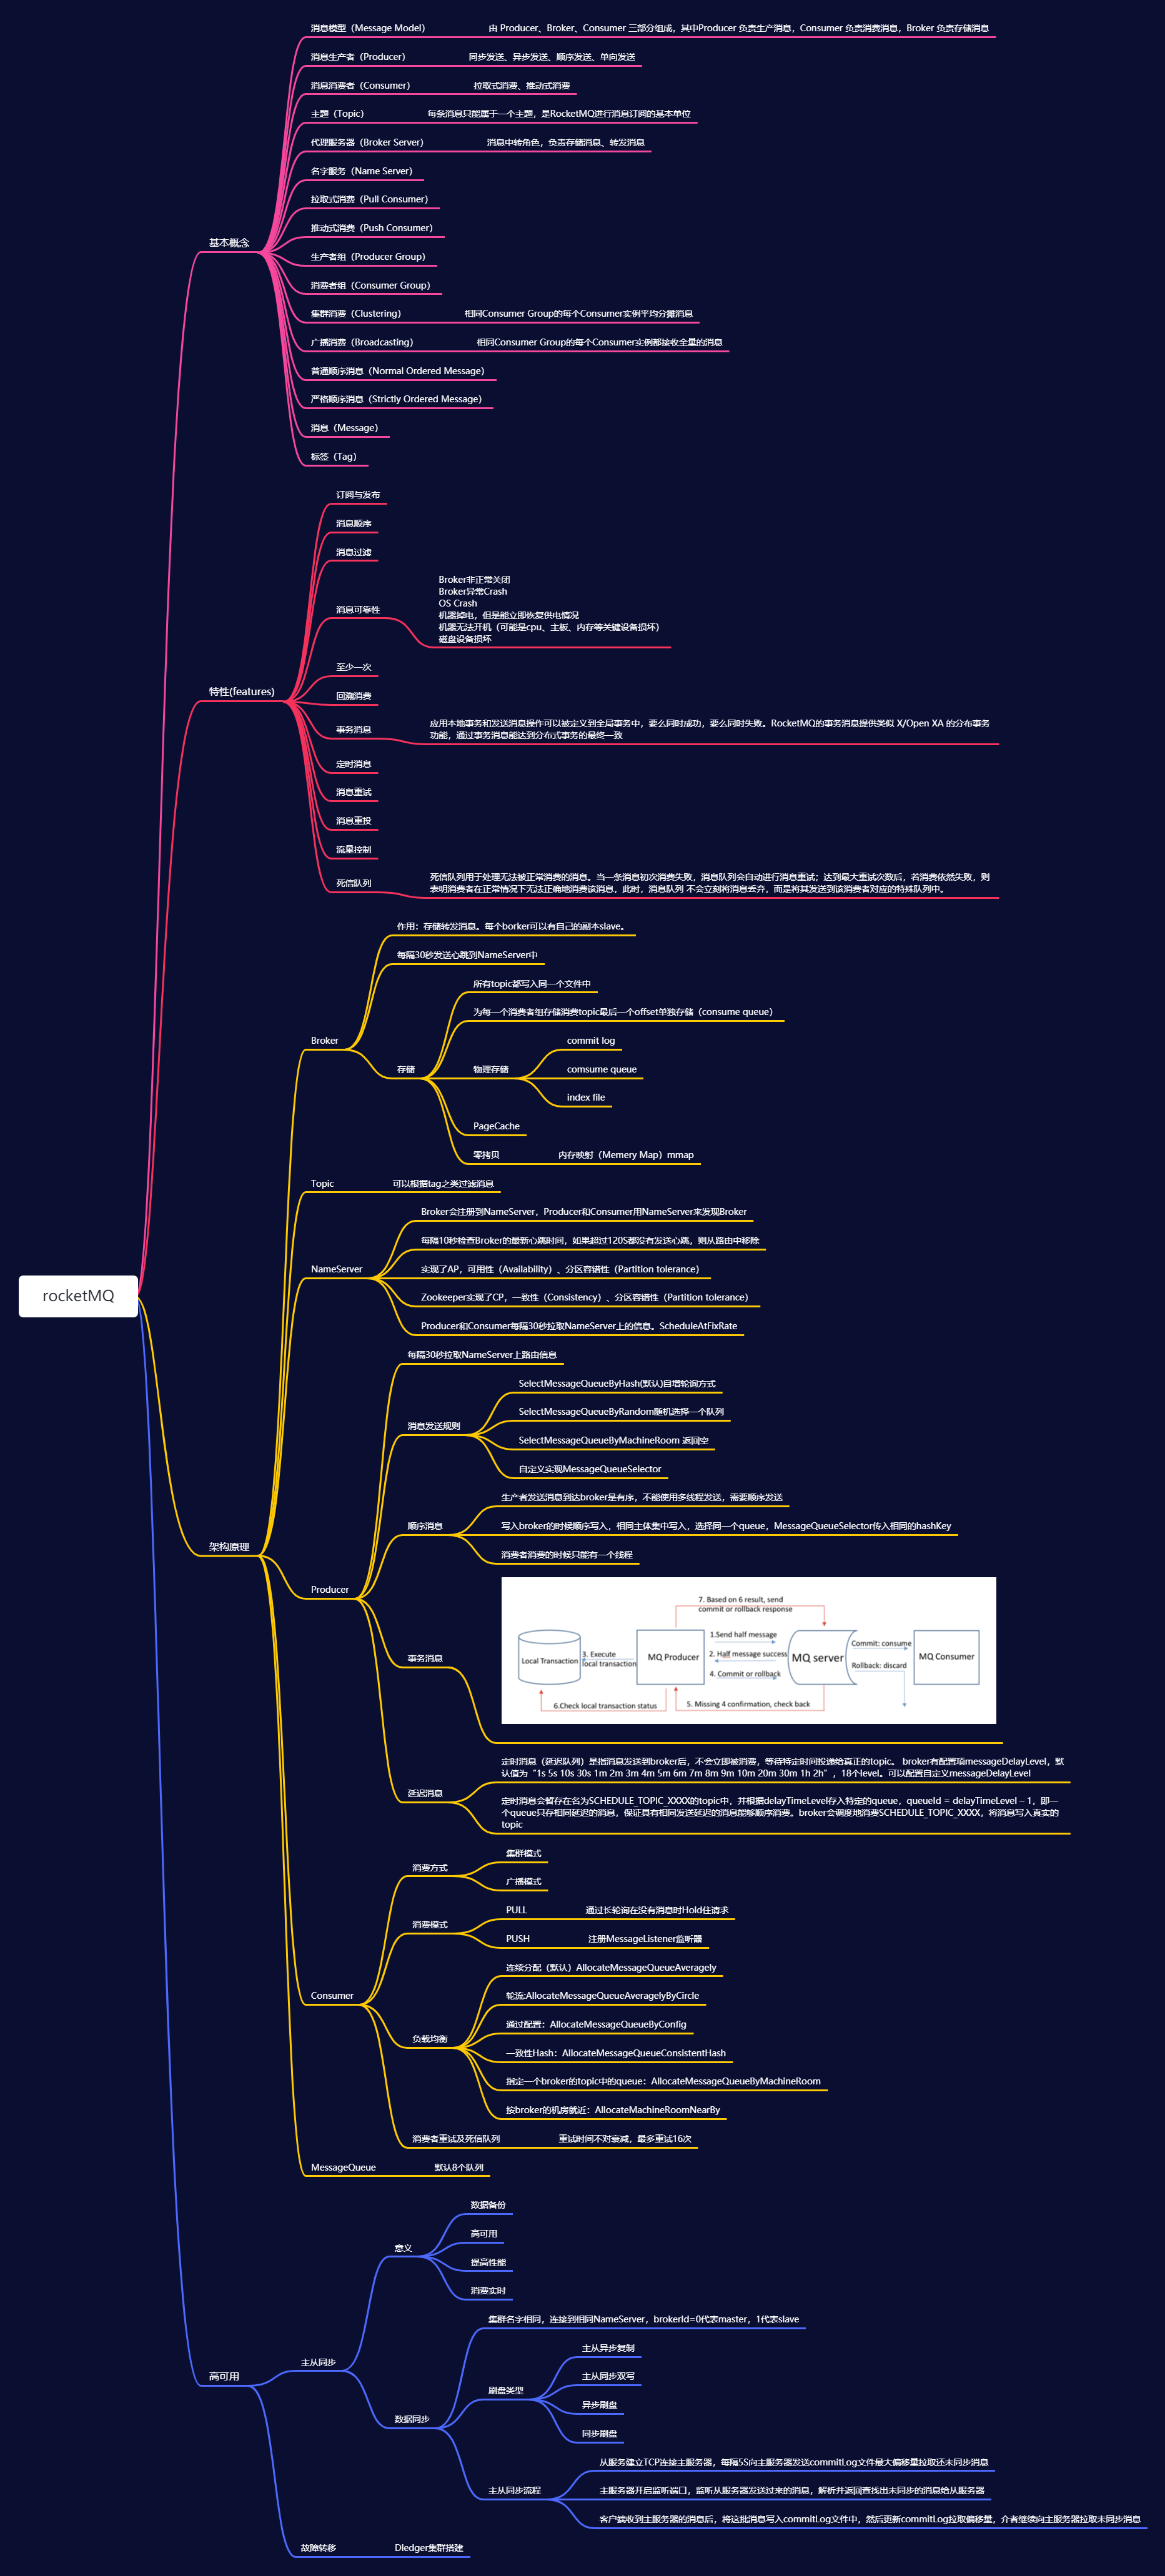 rocketMQ
基本概念
消息模型（Message Model）
由 Producer、Broker、Consumer 三部分组成，其中Producer 负责生产消息，Consumer 负责消费消息，Broker 负责存储消息
消息生产者（Producer）
同步发送、异步发送、顺序发送、单向发送
消息消费者（Consumer）
拉取式消费、推动式消费
主题（Topic）
每条消息只能属于一个主题，是RocketMQ进行消息订阅的基本单位
代理服务器（Broker Server）
消息中转角色，负责存储消息、转发消息
名字服务（Name Server）
拉取式消费（Pull Consumer）
推动式消费（Push Consumer）
生产者组（Producer Group）
消费者组（Consumer Group）
集群消费（Clustering）
相同Consumer Group的每个Consumer实例平均分摊消息
广播消费（Broadcasting）
相同Consumer Group的每个Consumer实例都接收全量的消息
普通顺序消息（Normal Ordered Message）
严格顺序消息（Strictly Ordered Message）
消息（Message）
标签（Tag）
特性(features)
订阅与发布
消息顺序
消息过滤
消息可靠性
Broker非正常关闭
Broker异常Crash
OS Crash
机器掉电，但是能立即恢复供电情况
机器无法开机（可能是cpu、主板、内存等关键设备损坏）
磁盘设备损坏
至少一次
回溯消费
事务消息
应用本地事务和发送消息操作可以被定义到全局事务中，要么同时成功，要么同时失败。RocketMQ的事务消息提供类似 X/Open XA 的分布事务
功能，通过事务消息能达到分布式事务的最终一致
定时消息
消息重试
消息重投
流量控制
死信队列
死信队列用于处理无法被正常消费的消息。当一条消息初次消费失败，消息队列会自动进行消息重试；达到最大重试次数后，若消费依然失败，则
表明消费者在正常情况下无法正确地消费该消息，此时，消息队列 不会立刻将消息丢弃，而是将其发送到该消费者对应的特殊队列中。
架构原理
Broker
作用：存储转发消息。每个borker可以有自己的副本slave。
每隔30秒发送心跳到NameServer中
存储
所有topic都写入同一个文件中
为每一个消费者组存储消费topic最后一个offset单独存储（consume queue）
物理存储
commit log
comsume queue
index file
PageCache
零拷贝
内存映射（Memery Map）mmap
Topic
可以根据tag之类过滤消息
NameServer
Broker会注册到NameServer，Producer和Consumer用NameServer来发现Broker
每隔10秒检查Broker的最新心跳时间，如果超过120S都没有发送心跳，则从路由中移除
实现了AP，可用性（Availability）、分区容错性（Partition tolerance）
Zookeeper实现了CP，一致性（Consistency）、分区容错性（Partition tolerance）
Producer和Consumer每隔30秒拉取NameServer上的信息。ScheduleAtFixRate
Producer
每隔30秒拉取NameServer上路由信息
消息发送规则
SelectMessageQueueByHash(默认)自增轮询方式
SelectMessageQueueByRandom随机选择一个队列
SelectMessageQueueByMachineRoom 返回空
自定义实现MessageQueueSelector
顺序消息
生产者发送消息到达broker是有序，不能使用多线程发送，需要顺序发送
写入broker的时候顺序写入，相同主体集中写入，选择同一个queue，MessageQueueSelector传入相同的hashKey
消费者消费的时候只能有一个线程
事务消息
7. Based on 6 result, send
commit or rollback response
Local Transaction
3. Execute
local transaction
MQ Producer
1.Send half message
2. Half message success
4. Commit or rollback
MQ server
Commit: consume
Rollback: discard
MQ Consumer
6.Check local transaction status
5. Missing 4 confirmation, check back
延迟消息
定时消息（延迟队列）是指消息发送到broker后，不会立即被消费，等待特定时间投递给真正的topic。 broker有配置项messageDelayLevel，默
认值为“1s 5s 10s 30s 1m 2m 3m 4m 5m 6m 7m 8m 9m 10m 20m 30m 1h 2h”，18个level。可以配置自定义messageDelayLevel
定时消息会暂存在名为SCHEDULE_TOPIC_XXXX的topic中，并根据delayTimeLevel存入特定的queue，queueId = delayTimeLevel – 1，即一
个queue只存相同延迟的消息，保证具有相同发送延迟的消息能够顺序消费。broker会调度地消费SCHEDULE_TOPIC_XXXX，将消息写入真实的
topic
Consumer
消费方式
集群模式
广播模式
消费模式
PULL
通过长轮询在没有消息时Hold住请求
PUSH
注册MessageListener监听器
负载均衡
连续分配（默认）AllocateMessageQueueAveragely
轮流:AllocateMessageQueueAveragelyByCircle
通过配置：AllocateMessageQueueByConfig
一致性Hash：AllocateMessageQueueConsistentHash
指定一个broker的topic中的queue：AllocateMessageQueueByMachineRoom
按broker的机房就近：AllocateMachineRoomNearBy
消费者重试及死信队列
重试时间不对衰减，最多重试16次
MessageQueue
默认8个队列
高可用
主从同步
意义
数据备份
高可用
提高性能
消费实时
数据同步
集群名字相同，连接到相同NameServer，brokerId=0代表master，1代表slave
刷盘类型
主从异步复制
主从同步双写
异步刷盘
同步刷盘
主从同步流程
从服务建立TCP连接主服务器，每隔5S向主服务器发送commitLog文件最大偏移量拉取还未同步消息
主服务器开启监听端口，监听从服务器发送过来的消息，解析并返回查找出未同步的消息给从服务器
客户端收到主服务器的消息后，将这批消息写入commitLog文件中，然后更新commitLog拉取偏移量，介者继续向主服务器拉取未同步消息
故障转移
Dledger集群搭建